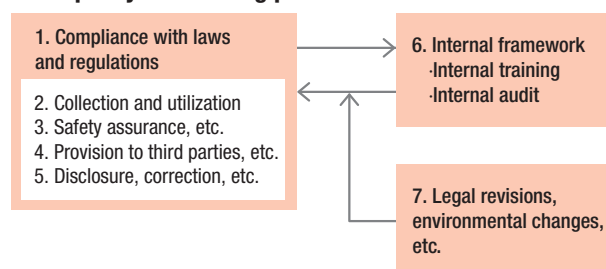 1. Compliance with laws
and regulations
2. Collection and utilization
3. Safety assurance, etc.
4. Provision to third parties, etc.
5. Disclosure, correction, etc.
6. Internal framework
·Internal training
·Internal audit
7. Legal revisions,
environmental changes,
etc.